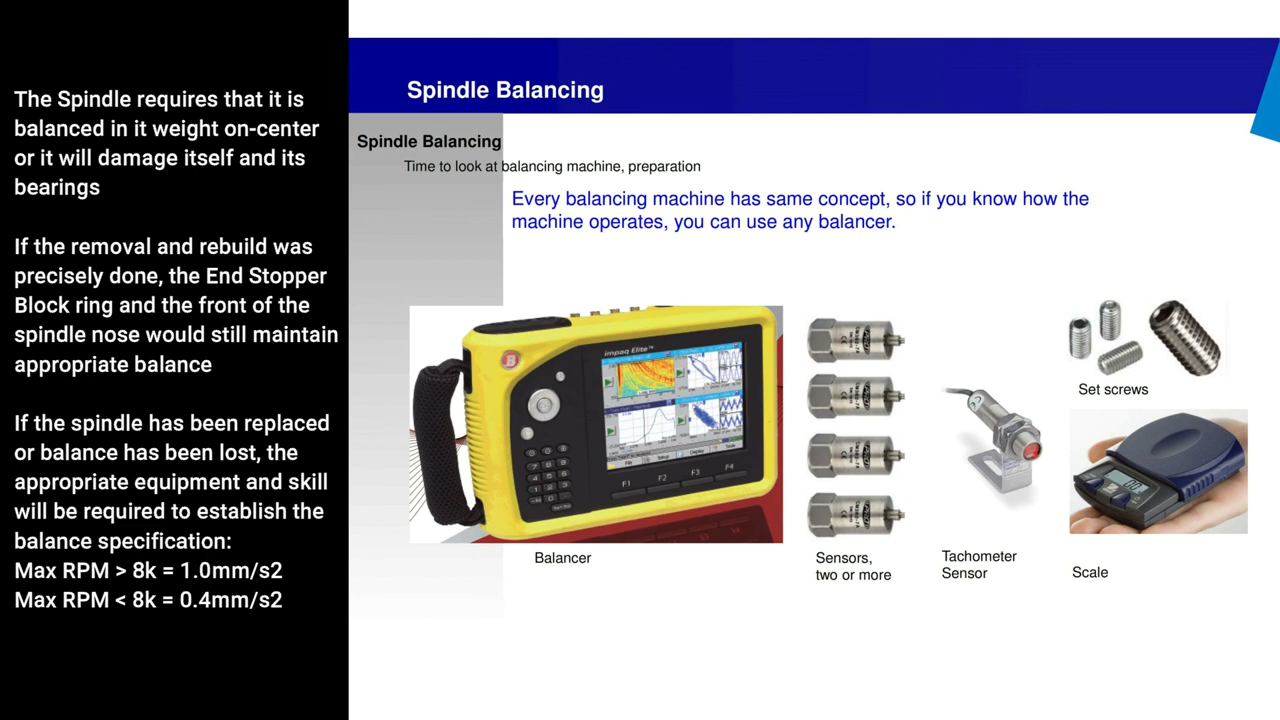 The Spindle requires that it is
balanced in it weight on-center
or it will damage itself and its
bearings
If the removal and rebuild was
precisely done, the End Stopper
Block ring and the front of the
spindle nose would still maintain
appropriate balance
If the spindle has been replaced
or balance has been lost, the
appropriate equipment and skill
will be required to establish the
balance specification:
Max RPM > 8k = 1.0mm/s2
Max RPM < 8k = 0.4mm/s2
Spindle Balancing
Spindle Balancing
Time to look at balancing machine, preparation
Every balancing machine has same concept, so if you know how the
machine operates, you can use any balancer.
impaq Elite™
F1 F2 F3 F4
Balancer
Sensors,
two or more
Tachometer
Sensor
Set screws
Scale